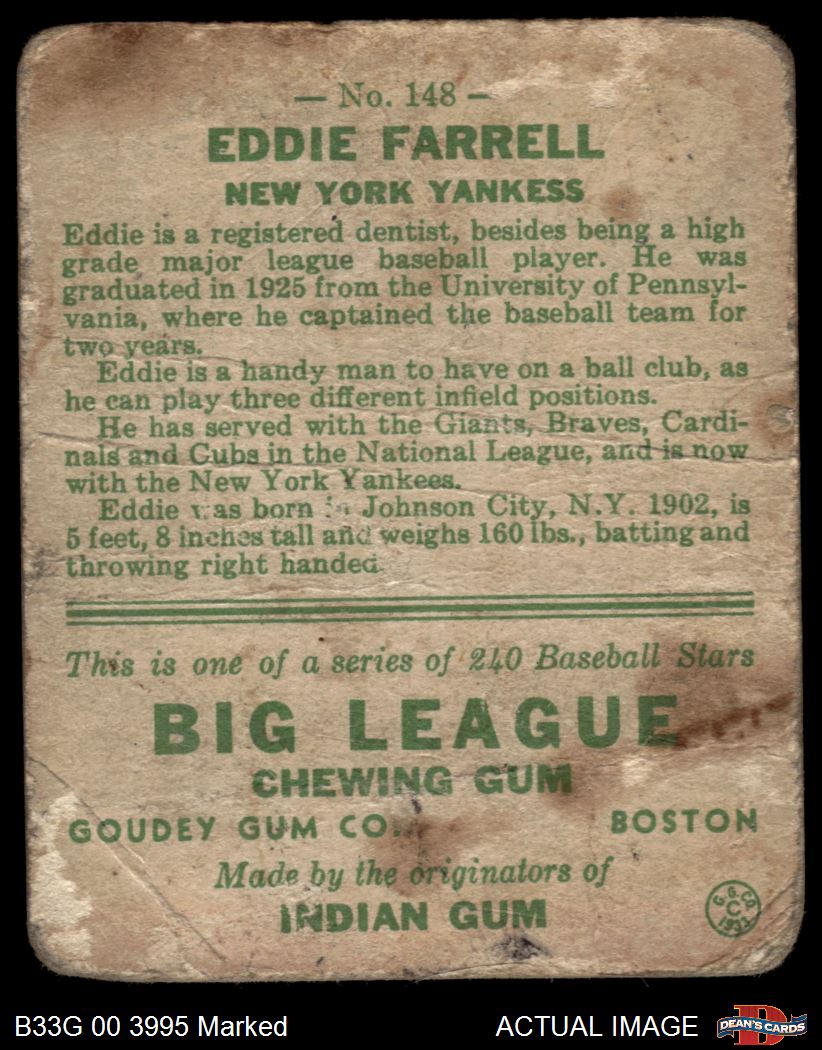 — No. 148 —
EDDIE FARRELL
NEW YORK YANKESS
Eddie is a registered dentist, besides being a high
grade major league baseball player. He was
graduated in 1925 from the University of Pennsyl-
vania, where he captained the baseball team for
two years.
Eddie is a handy man to have on a ball club, as
he can play three different infield positions.
He has served with the Giants, Braves, Cardi-
nals and Cubs in the National League, and is now
with the New York Yankees.
Eddie was born in Johnson City, N.Y. 1902, is
5 feet, 8 inches tall and weighs 160 lbs., batting and
throwing right handed.
This is one of a series of 240 Baseball Stars
BIG LEAGUE
CHEWING GUM
GOUDEY GUM CO. BOSTON
Made by the originators of
INDIAN GUM
G.G.CO.
C
1933
B33G 00 3995 Marked ACTUAL IMAGE DEAN'S CARDS